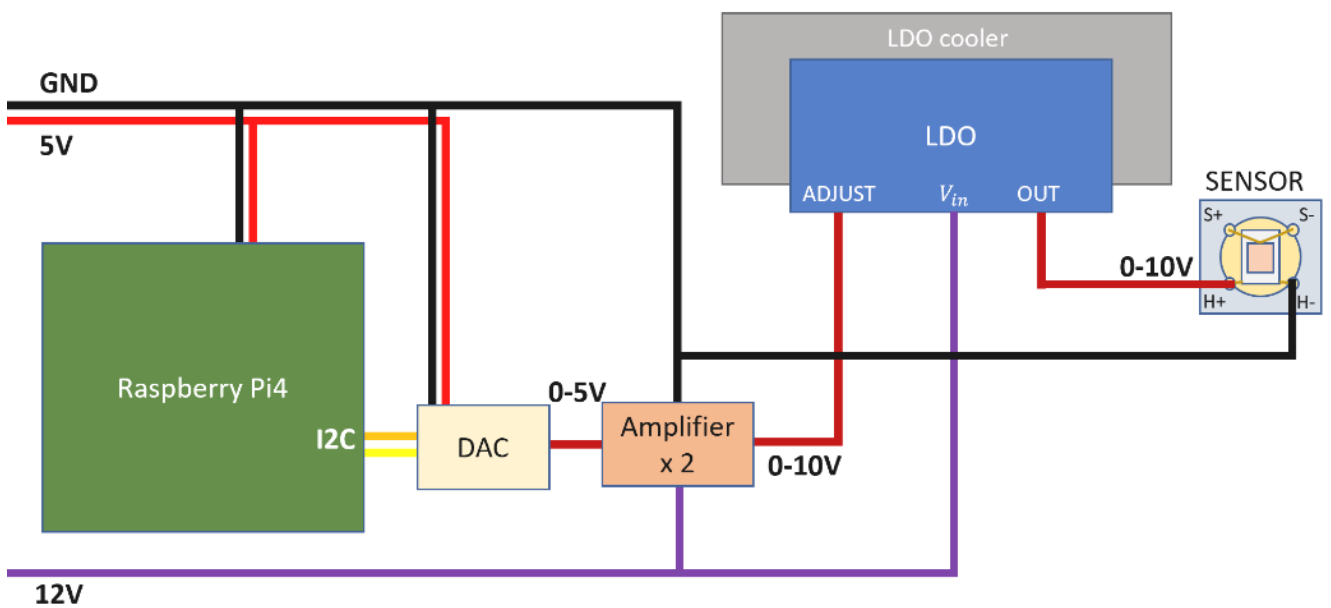 LDO cooler
GND
5V
LDO
ADJUST
V_in
OUT
SENSOR
S+
S-
0-10V
H+
H-
Raspberry Pi4
I2C
0-5V
DAC
Amplifier
x 2
0-10V
12V